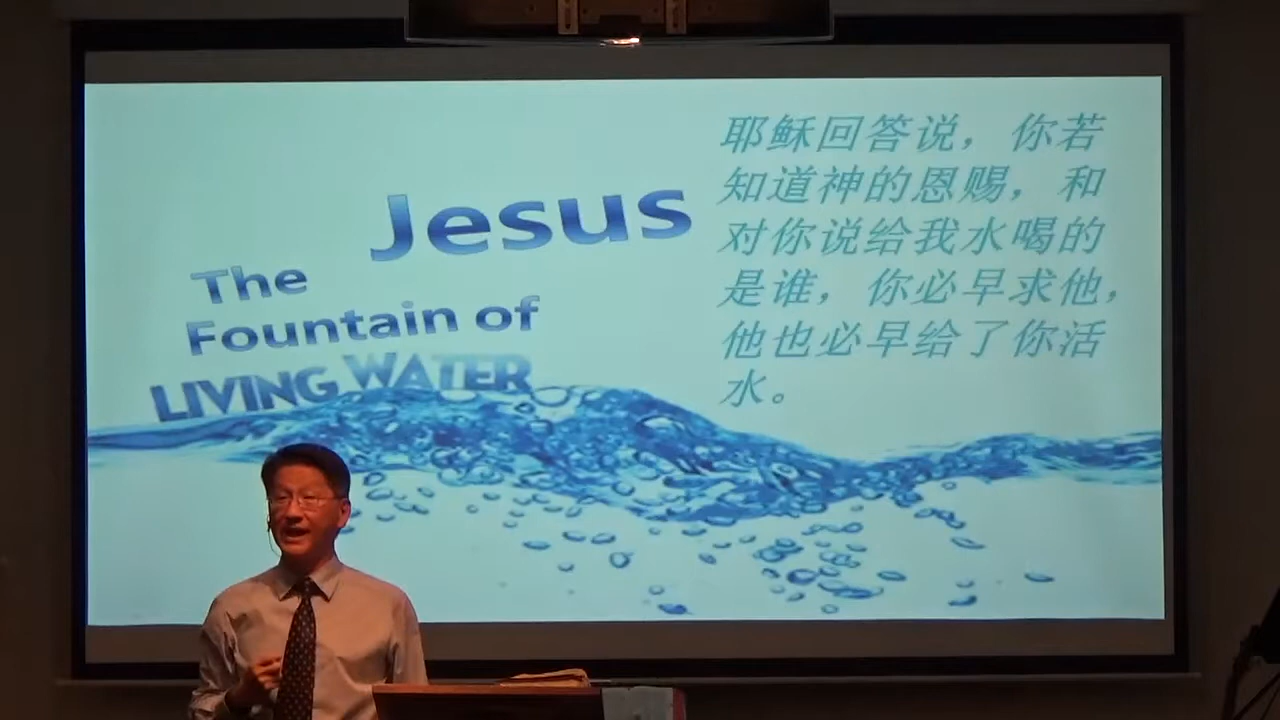 Jesus
The
Fountain of
LIVING WATER
耶稣回答说，你若
知道神的恩赐，和
对你说给我水喝的
是谁，你必早求他，
他也必早给了你活
水。